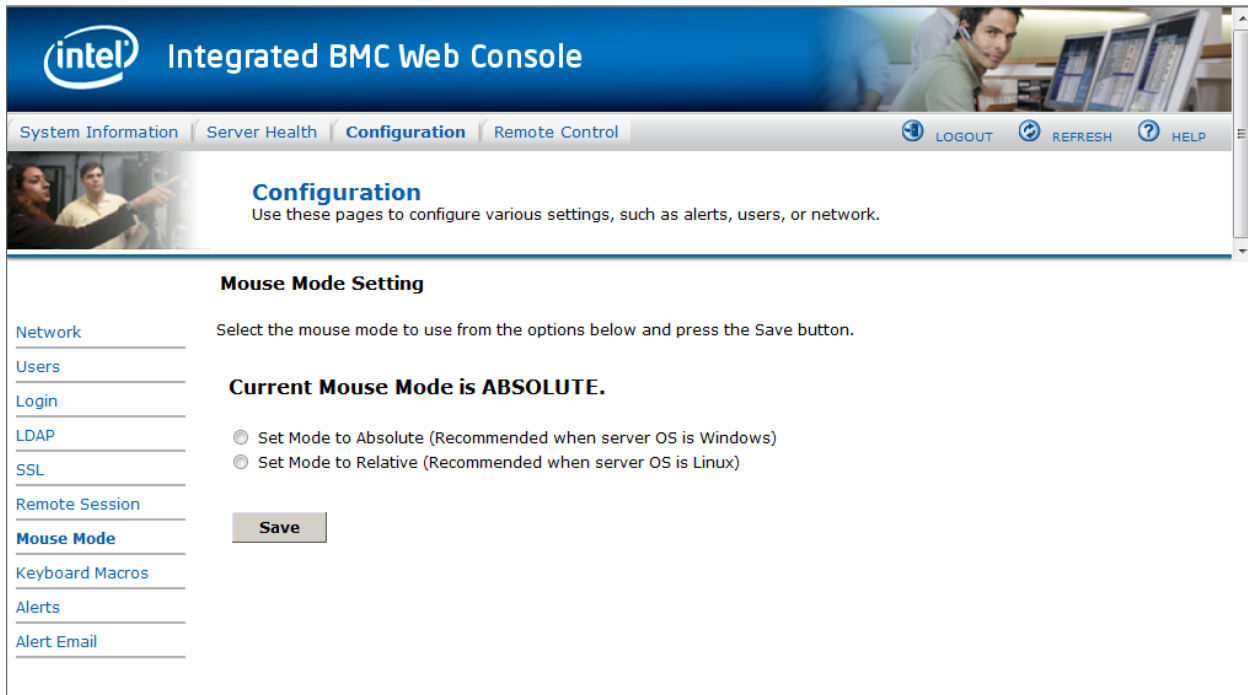 intel Integrated BMC Web Console
System Information Server Health Configuration Remote Control LOGOUT REFRESH ? HELP
Configuration
Use these pages to configure various settings, such as alerts, users, or network.
Mouse Mode Setting
Select the mouse mode to use from the options below and press the Save button.
Current Mouse Mode is ABSOLUTE.
Set Mode to Absolute (Recommended when server OS is Windows)
Set Mode to Relative (Recommended when server OS is Linux)
Save
Network
Users
Login
LDAP
SSL
Remote Session
Mouse Mode
Keyboard Macros
Alerts
Alert Email